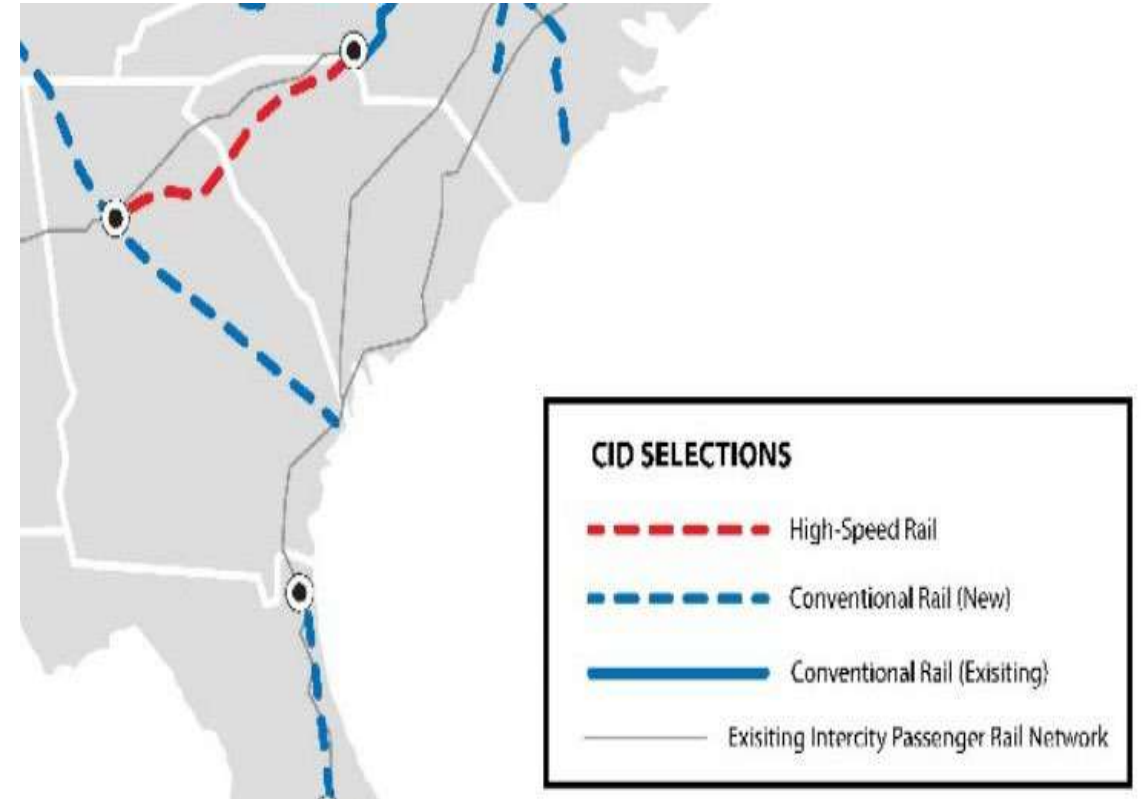 CID SELECTIONS
High-Speed Rail
Conventional Rail (New)
Conventional Rail (Exisiting)
Exisiting Intercity Passenger Rail Network